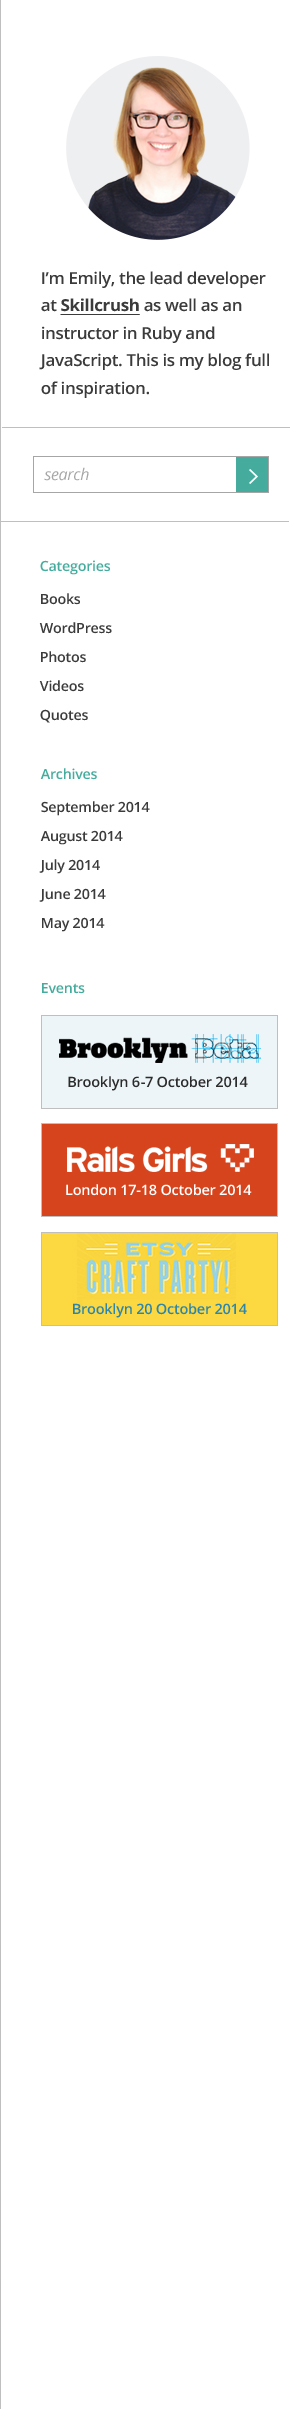 I’m Emily, the lead developer
at Skillcrush as well as an
instructor in Ruby and
JavaScript. This is my blog full
of inspiration.
search
Categories
Books
WordPress
Photos
Videos
Quotes
Archives
September 2014
August 2014
July 2014
June 2014
May 2014
Events
Brooklyn Beta
Brooklyn 6-7 October 2014
Rails Girls
London 17-18 October 2014
ETSY
CRAFT PARTY!
Brooklyn 20 October 2014